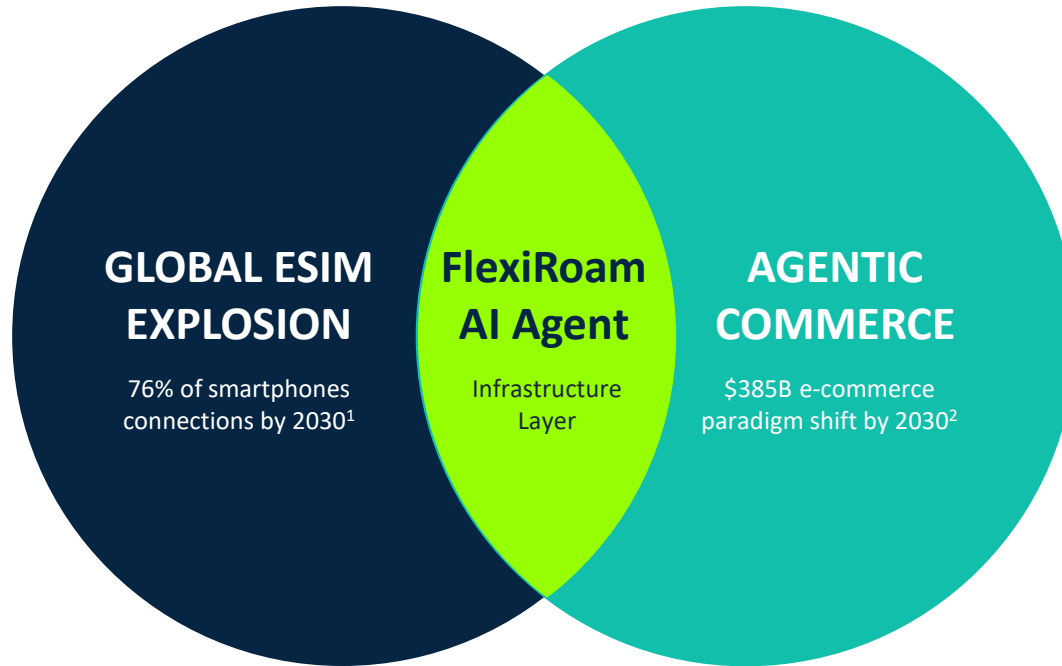 GLOBAL ESIM
EXPLOSION
76% of smartphones
connections by 2030¹
FlexiRoam
AI Agent
Infrastructure
Layer
AGENTIC
COMMERCE
$385B e-commerce
paradigm shift by 2030²